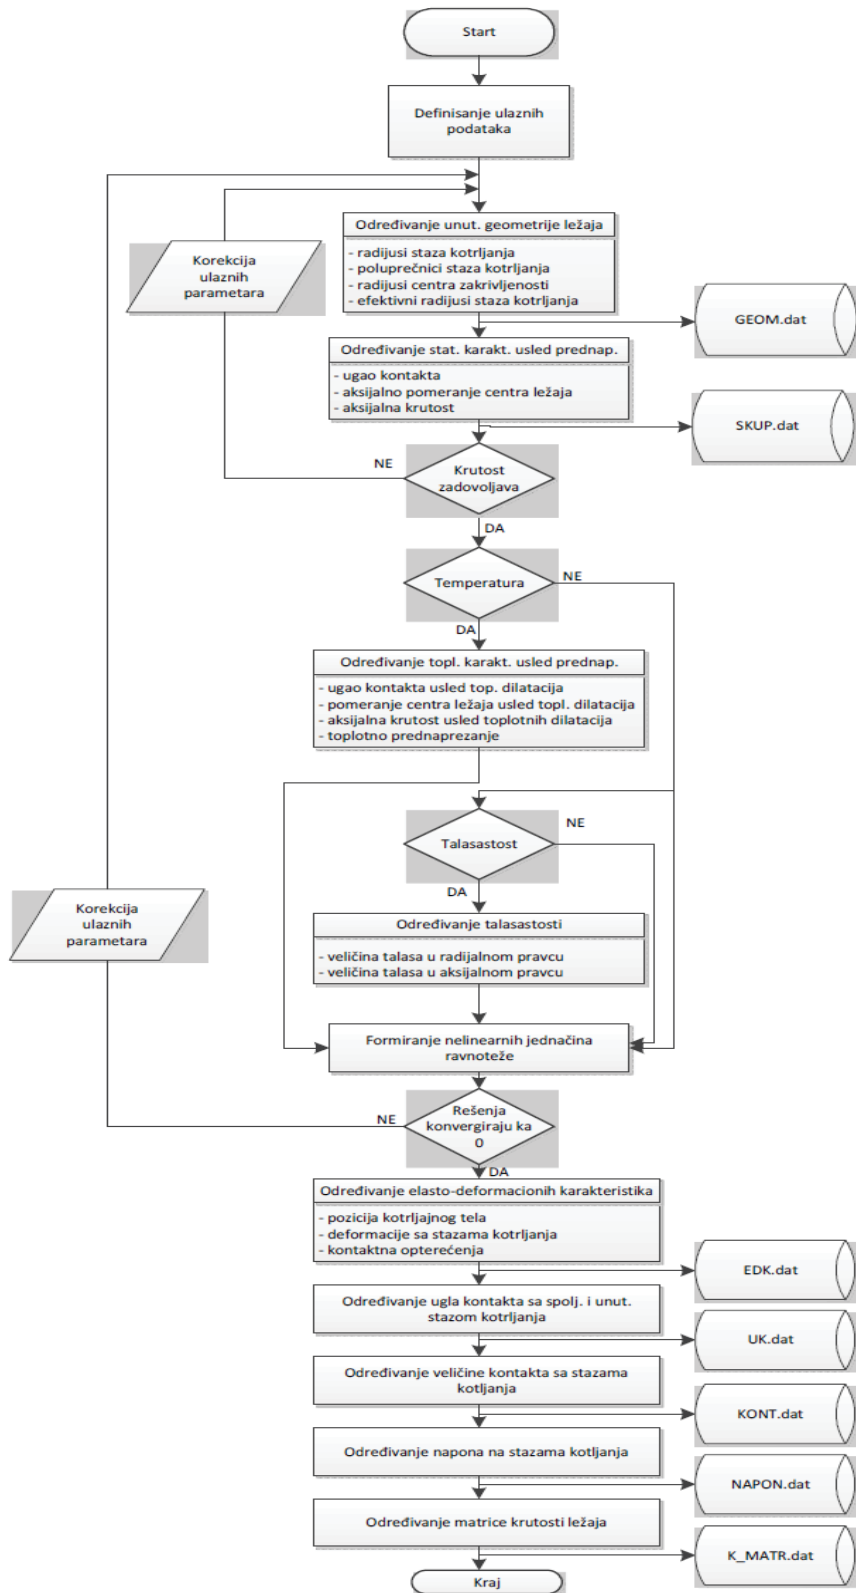 Start
Definisanje ulaznih
podataka
Određivanje unut. geometrije ležaja
- radijusi staza kotrljanja
- poluprečnici staza kotrljanja
- radijusi centra zakrivljenosti
- efektivni radijusi staza kotrljanja
Korekcija
ulaznih
parametara
GEOM.dat
Određivanje stat. karakt. usled prednap.
- ugao kontakta
- aksijalno pomeranje centra ležaja
- aksijalna krutost
SKUP.dat
NE
Krutost
zadovoljava
DA
Temperatura
NE
DA
Određivanje topl. karakt. usled prednap.
- ugao kontakta usled top. dilatacija
- pomeranje centra ležaja usled topl. dilatacija
- aksijalna krutost usled toplotnih dilatacija
- toplotno prednaprezanje
Talasastost
NE
DA
Korekcija
ulaznih
parametara
Određivanje talasastosti
- veličina talasa u radijalnom pravcu
- veličina talasa u aksijalnom pravcu
Formiranje nelinearnih jednačina
ravnoteže
NE
Rešenja
konvergiraju ka
0
DA
Određivanje elasto-deformacionih karakteristika
- pozicija kotrljajnog tela
- deformacije sa stazama kotrljanja
- kontaktna opterećenja
EDK.dat
Određivanje ugla kontakta sa spolj. i unut.
stazom kotrljanja
UK.dat
Određivanje veličine kontakta sa stazama
kotljanja
KONT.dat
Određivanje napona na stazama kotljanja
NAPON.dat
Određivanje matrice krutosti ležaja
K_MATR.dat
Kraj